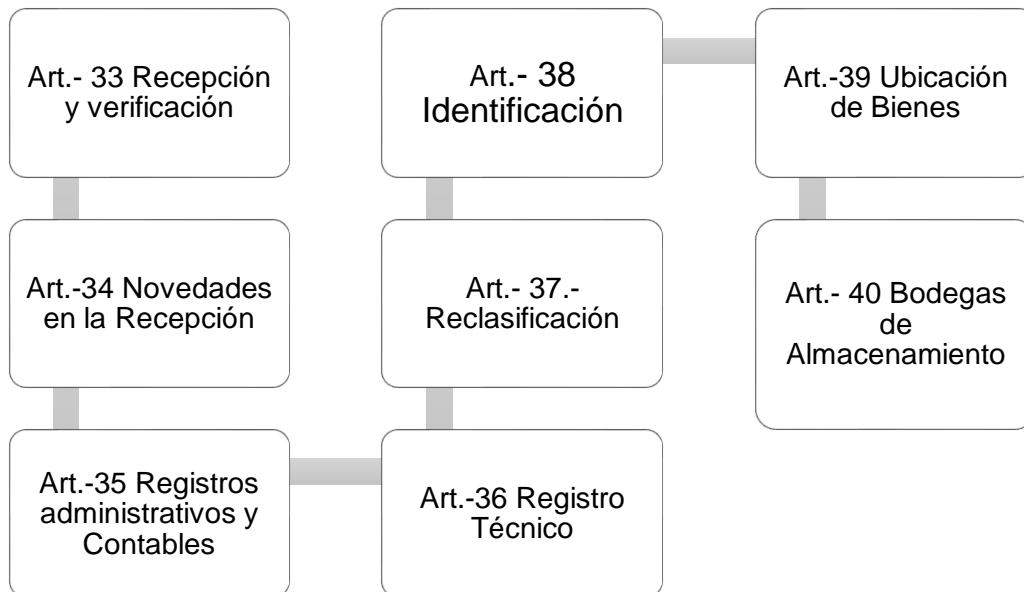 Art.- 33 Recepción
y verificación
Art.-34 Novedades
en la Recepción
Art.-35 Registros
administrativos y
Contables
Art.-36 Registro
Técnico
Art.- 37.-
Reclasificación
Art.- 38
Identificación
Art.-39 Ubicación
de Bienes
Art.- 40 Bodegas
de
Almacenamiento